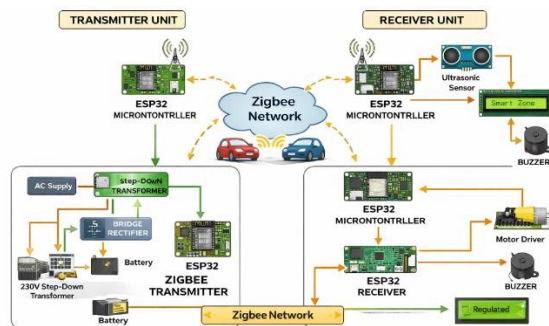 TRANSMITTER UNIT
RECEIVER UNIT
ESP32
MICRONTONTRLLER
Zigbee
Network
ESP32
MICRONTONTRLLER
Ultrasonic
Sensor
Smart Zone
BUZZER
AC Supply
step-DowN
TRANSFORMER
BRIDGE
RECTIFIER
230V Step-Down
Transfomer
Battery
ESP32
ZIGBEE
TRANSMITTER
Battery
ESP32
MICRONTONTRLLER
Motor Driver
ESP32
RECEIVER
BUZZER
Zigbee Network
Regulated